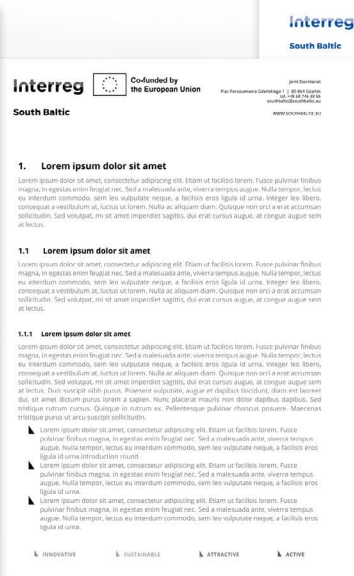 Interreg
South Baltic
Interreg
Co-funded by
the European Union
South Baltic
Joint Secretariat
tel. +48 58 746 38 56
southbaltic@southbaltic.eu
WWW.SOUTHBALTIC.EU
1. Lorem ipsum dolor sit amet
Lorem ipsum dolor sit amet, consectetur adipiscing elit. Etiam ut facilisis lorem. Fusce pulvinar finibus
magna, in egestas enim feugiat nec. Sed a malesuada ante, viverra tempus augue. Nulla tempor, lectus
eu interdum commodo, sem leo vulputate neque, a facilisis eros ligula id urna. Integer leo libero,
consequat a vestibulum at, luctus ut lorem. Nulla ac aliquam diam. Quisque non orci a erat accumsan
sollicitudin. Sed volutpat, mi sit amet imperdiet sagittis, dui erat cursus augue, at congue augue sem
at lectus.
1.1 Lorem ipsum dolor sit amet
Lorem ipsum dolor sit amet, consectetur adipiscing elit. Etiam ut facilisis lorem. Fusce pulvinar finibus
magna, in egestas enim feugiat nec. Sed a malesuada ante, viverra tempus augue. Nulla tempor, lectus
eu interdum commodo, sem leo vulputate neque, a facilisis eros ligula id urna. Integer leo libero,
consequat a vestibulum at, luctus ut lorem. Nulla ac aliquam diam. Quisque non orci a erat accumsan
sollicitudin. Sed volutpat, mi sit amet imperdiet sagittis, dui erat cursus augue, at congue augue sem
at lectus.
1.1.1 Lorem ipsum dolor sit amet
Lorem ipsum dolor sit amet, consectetur adipiscing elit. Etiam ut facilisis lorem. Fusce pulvinar finibus
magna, in egestas enim feugiat nec. Sed a malesuada ante, viverra tempus augue. Nulla tempor, lectus
eu interdum commodo, sem leo vulputate neque, a facilisis eros ligula id urna. Integer leo libero,
consequat a vestibulum at, luctus ut lorem. Nulla ac aliquam diam. Quisque non orci a erat accumsan
sollicitudin. Sed volutpat, mi sit amet imperdiet sagittis, dui erat cursus augue, at congue augue sem
at lectus. Duis suscipit nibh purus. Praesent vulputate, augue et dapibus tincidunt, diam est laoreet
dui, sit amet dictum purus lorem a sapien. Nunc placerat mauris non dolor dapibus dapibus. Sed
tristique rutrum cursus. Quisque in rutrum ex. Pellentesque pulvinar rhoncus posuere. Maecenas
tristique purus at arcu suscipit sollicitudin.
Lorem ipsum dolor sit amet, consectetur adipiscing elit. Etiam ut facilisis lorem. Fusce
pulvinar finibus magna, in egestas enim feugiat nec. Sed a malesuada ante, viverra tempus
augue. Nulla tempor, lectus eu interdum commodo, sem leo vulputate neque, a facilisis eros
ligula id urna.introduction round
Lorem ipsum dolor sit amet, consectetur adipiscing elit. Etiam ut facilisis lorem. Fusce
pulvinar finibus magna, in egestas enim feugiat nec. Sed a malesuada ante, viverra tempus
augue. Nulla tempor, lectus eu interdum commodo, sem leo vulputate neque, a facilisis eros
ligula id urna.
Lorem ipsum dolor sit amet, consectetur adipiscing elit. Etiam ut facilisis lorem. Fusce
pulvinar finibus magna, in egestas enim feugiat nec. Sed a malesuada ante, viverra tempus
augue. Nulla tempor, lectus eu interdum commodo, sem leo vulputate neque, a facilisis eros
ligula id urna.
INNOVATIVE SUSTAINABLE ATTRACTIVE ACTIVE